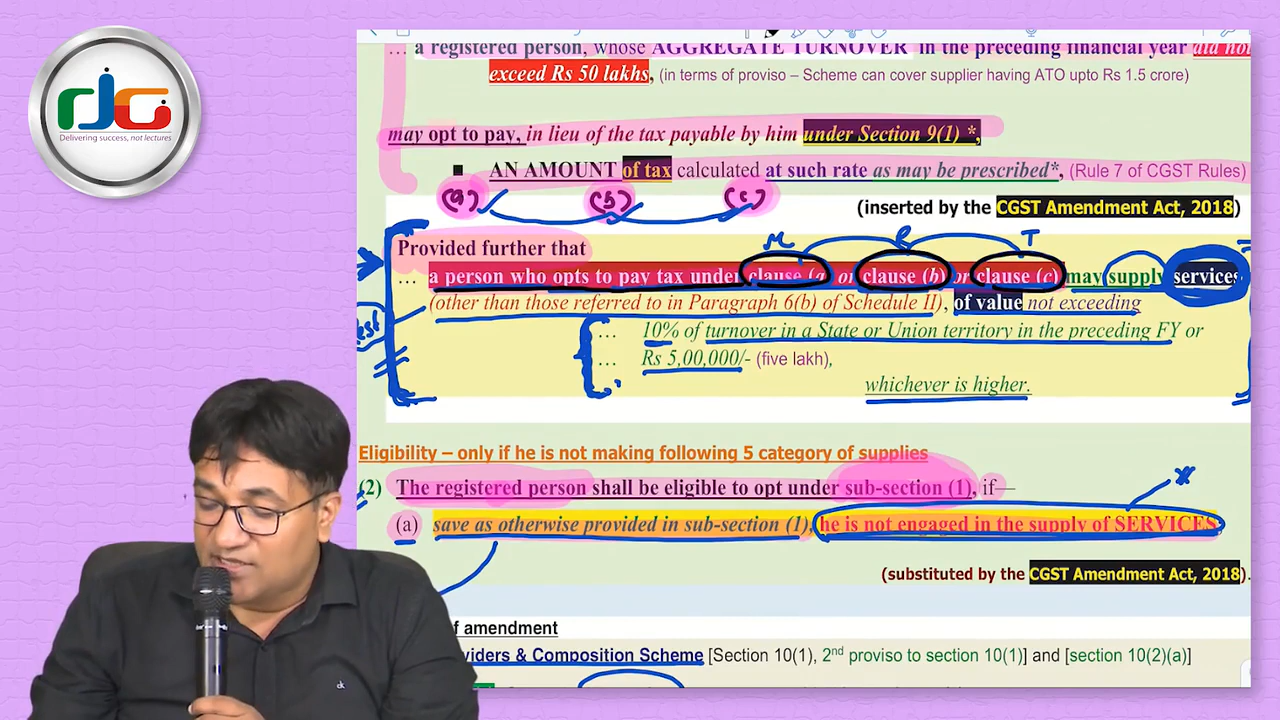 Delivering success, not lectures
… a registered person, whose AGGREGATE TURNOVER in the preceding financial year did not
exceed Rs 50 lakhs, (in terms of proviso – Scheme can cover supplier having ATO upto Rs 1.5 crore)
may opt to pay, in lieu of the tax payable by him under Section 9(1) *,
■ AN AMOUNT of tax calculated at such rate as may be prescribed*, (Rule 7 of CGST Rules)
(a) (b) (c)
(inserted by the CGST Amendment Act, 2018)
M R T
Provided further that
… a person who opts to pay tax under clause (a) or clause (b) or clause (c) may supply services
(other than those referred to in Paragraph 6(b) of Schedule II), of value not exceeding
… 10% of turnover in a State or Union territory in the preceding FY or
… Rs 5,00,000/- (five lakh),
whichever is higher.
Eligibility – only if he is not making following 5 category of supplies
(2) The registered person shall be eligible to opt under sub-section (1), if—
(a) save as otherwise provided in sub-section (1), he is not engaged in the supply of SERVICES
(substituted by the CGST Amendment Act, 2018).
f amendment
viders & Composition Scheme [Section 10(1), 2nd proviso to section 10(1)] and [section 10(2)(a)]